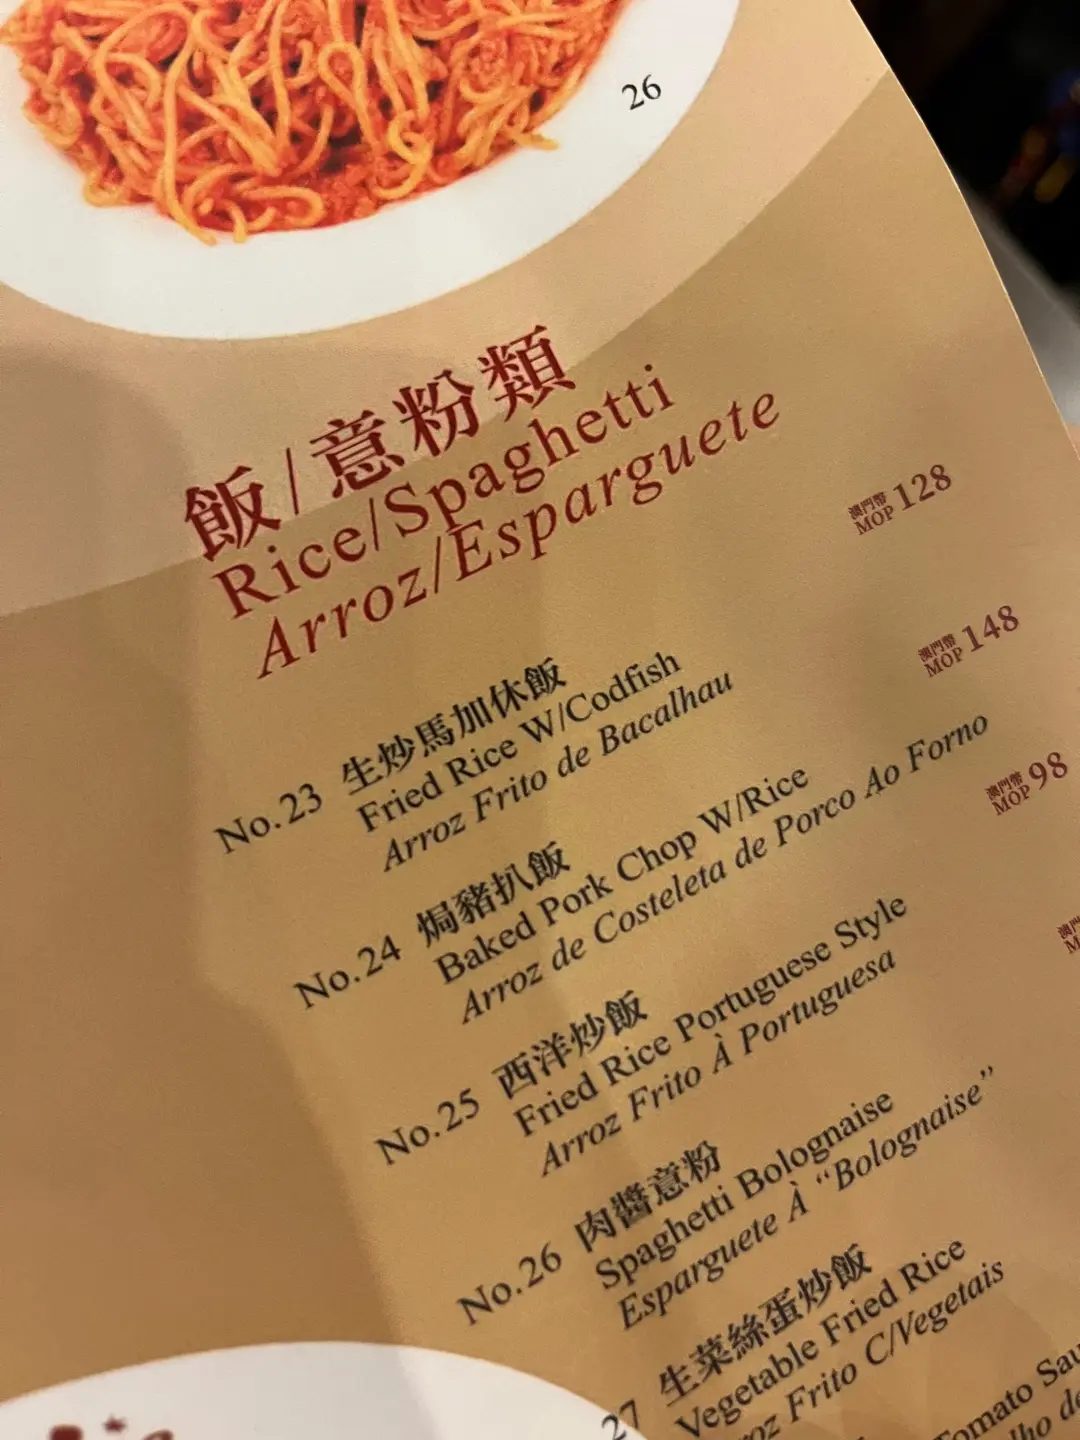 26
飯/意粉類
Rice/Spaghetti
Arroz/Esparguete
No.23 生炒馬加休飯 澳門幣 MOP 128
Fried Rice W/Codfish
Arroz Frito de Bacalhau
No.24 焗豬扒飯 澳門幣 MOP 148
Baked Pork Chop W/Rice
Arroz de Costeleta de Porco Ao Forno
No.25 西洋炒飯 澳門幣 MOP 98
Fried Rice Portuguese Style
Arroz Frito À Portuguesa
No.26 肉醬意粉
Spaghetti Bolognaise
Esparguete À “Bolognaise”
27 生菜絲蛋炒飯
Vegetable Fried Rice
Frito C/Vegetais